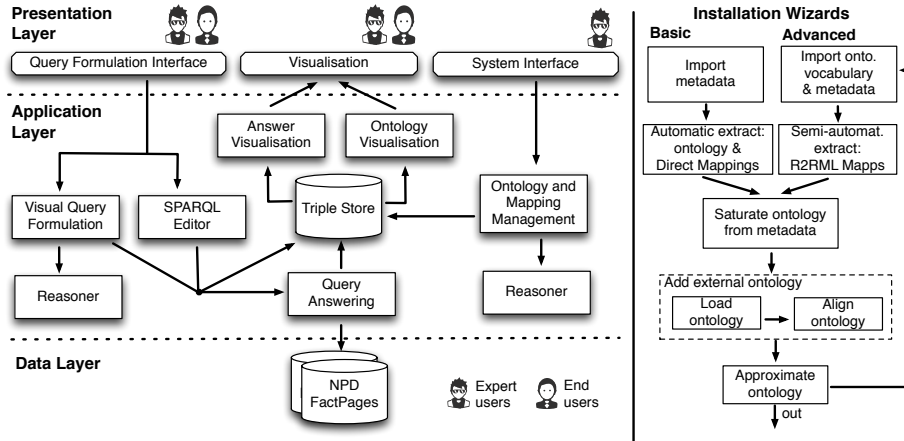 Presentation
Layer
Query Formulation Interface
Visualisation
System Interface
Application
Layer
Answer
Visualisation
Ontology
Visualisation
Visual Query
Formulation
SPARQL
Editor
Triple Store
Ontology and
Mapping
Management
Reasoner
Query
Answering
Reasoner
Data Layer
NPD
FactPages
Expert
users
End
users
Installation Wizards
Basic
Advanced
Import
metadata
Import onto.
vocabulary
& metadata
Automatic extract:
ontology &
Direct Mappings
Semi-automat.
extract:
R2RML Mapps
Saturate ontology
from metadata
Add external ontology
Load
ontology
Align
ontology
Approximate
ontology
out